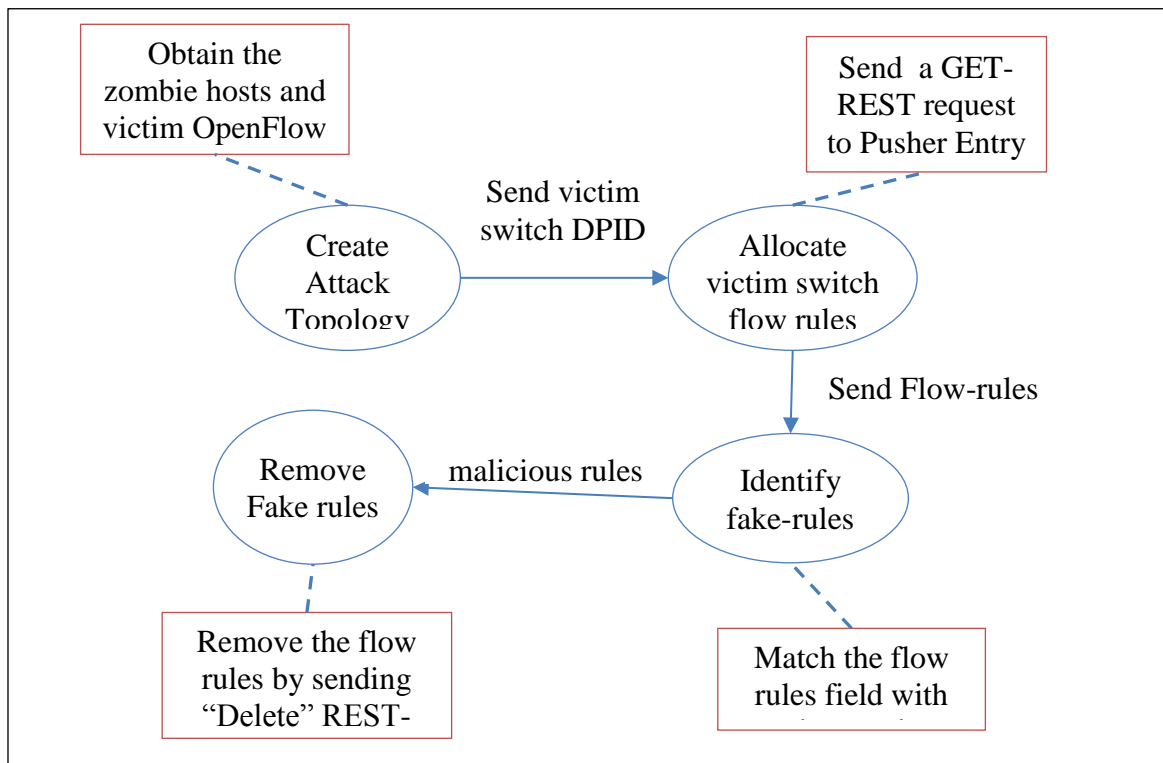 Obtain the
zombie hosts and
victim OpenFlow
Send a GET-
REST request
to Pusher Entry
Send victim
switch DPID
Create
Attack
Topology
Allocate
victim switch
flow rules
Send Flow-rules
Remove
Fake rules
malicious rules
Identify
fake-rules
Remove the flow
rules by sending
“Delete” REST-
Match the flow
rules field with